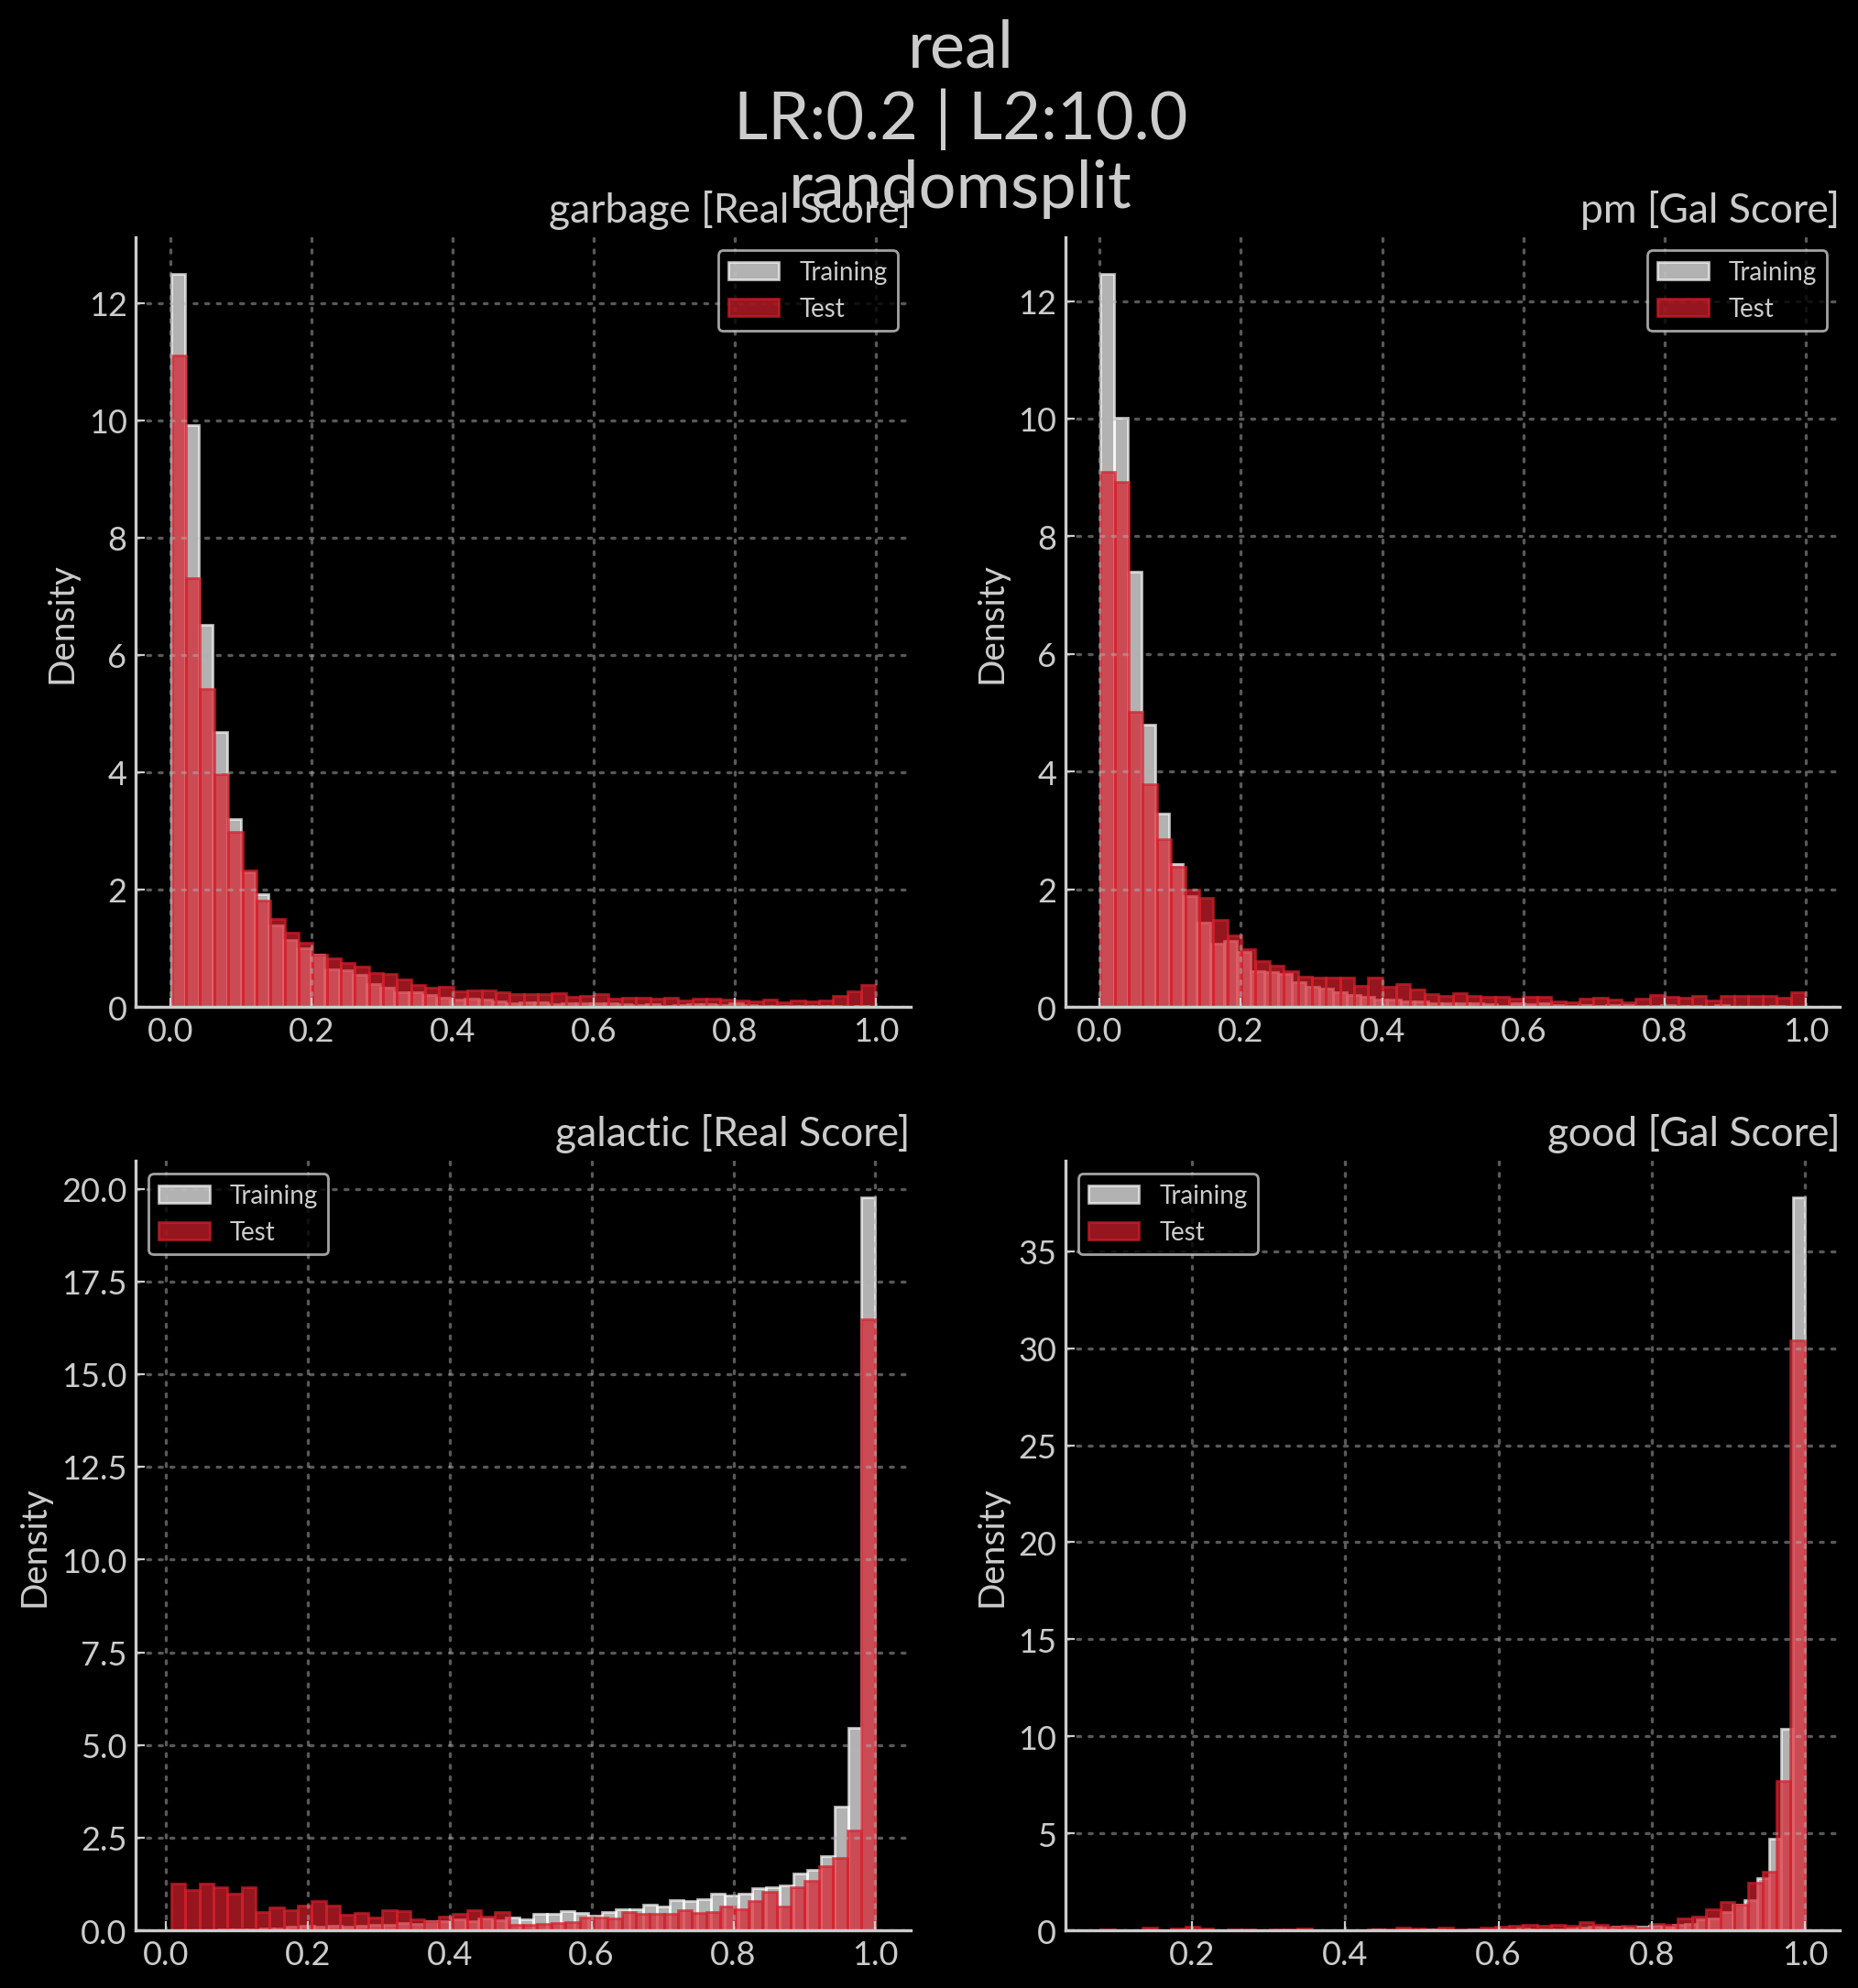 real
LR:0.2 | L2:10.0
randomsplit
garbage [Real Score]
Training
Test
Density
12
10
8
6
4
2
0
0.0 0.2 0.4 0.6 0.8 1.0
pm [Gal Score]
Training
Test
Density
12
10
8
6
4
2
0
0.0 0.2 0.4 0.6 0.8 1.0
galactic [Real Score]
Training
Test
Density
20.0
17.5
15.0
12.5
10.0
7.5
5.0
2.5
0.0
0.0 0.2 0.4 0.6 0.8 1.0
good [Gal Score]
Training
Test
Density
35
30
25
20
15
10
5
0
0.2 0.4 0.6 0.8 1.0